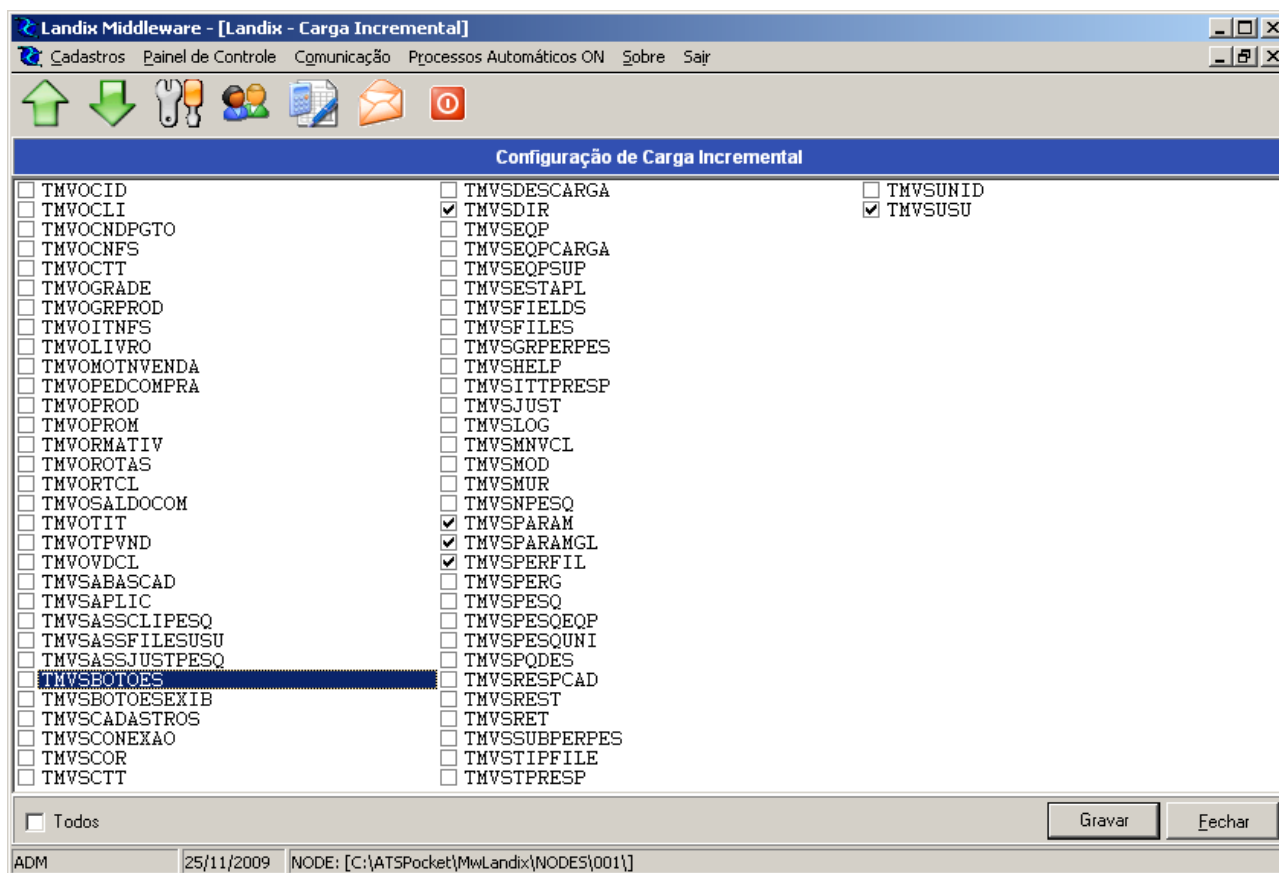 Landix Middleware - [Landix - Carga Incremental]
Cadastros Painel de Controle Comunicação Processos Automáticos ON Sobre Sair
Configuração de Carga Incremental
TMVOCID
TMVOCLI
TMVOCNDPGTO
TMVOCNFS
TMVOCTT
TMVOGRADE
TMVOGRPROD
TMVOITNFS
TMVOLIVRO
TMVOMOTNVENDA
TMVOPEDCOMPRA
TMVOPROD
TMVOPROM
TMVORMATIV
TMVOROTAS
TMVORTCL
TMVOSALDOCOM
TMVOTIT
TMVOTPVND
TMVOVDCL
TMVSABASCAD
TMVSAPLIC
TMVSASSCLIPESQ
TMVSASSFILESUSU
TMVSASSJUSTPESQ
TMVSBOTOES
TMVSBOTOESEXIB
TMVSCADASTROS
TMVSCONEXAO
TMVSCOR
TMVSCTT
TMVSDESCARGA
TMVSDIR
TMVSEQP
TMVSEQPCARGA
TMVSEQPSUP
TMVSESTAPL
TMVSFIELDS
TMVSFILES
TMVSGRPERPES
TMVSHELP
TMVSITTPRESP
TMVSJUST
TMVSLOG
TMVSMNVCL
TMVSMOD
TMVSMUR
TMVSNPESQ
TMVSPARAM
TMVSPARAMGL
TMVSPERFIL
TMVSPERG
TMVSPESQ
TMVSPESQEQP
TMVSPESQUNI
TMVSPQDES
TMVSRESPCAD
TMVSREST
TMVSRET
TMVSSUBPERPES
TMVSTIPFILE
TMVSTPRESP
TMVSUNID
TMVSUSU
Todos
Gravar
Fechar
ADM 25/11/2009 NODE: [C:\ATSPocket\MwLandix\NODES\001\]